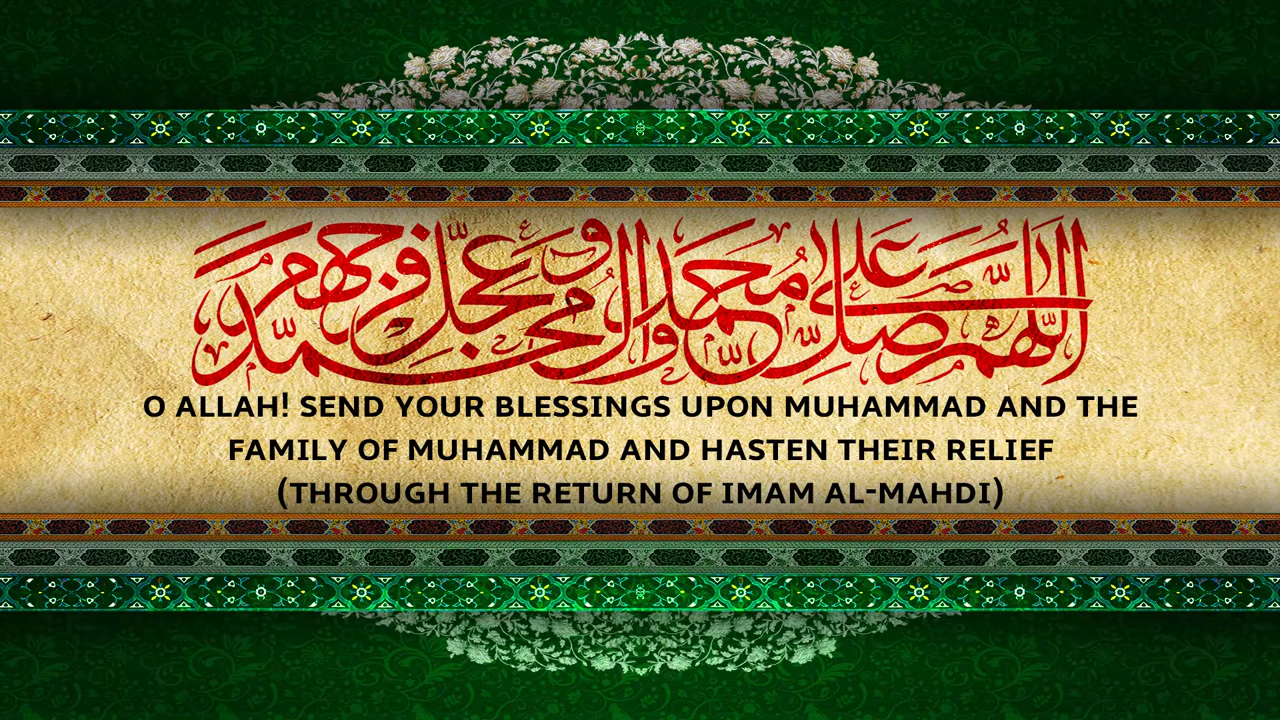 اللهم صل علی محمد وآل محمد وعجل فرجهم
O ALLAH! SEND YOUR BLESSINGS UPON MUHAMMAD AND THE
FAMILY OF MUHAMMAD AND HASTEN THEIR RELIEF
(THROUGH THE RETURN OF IMAM AL-MAHDI)